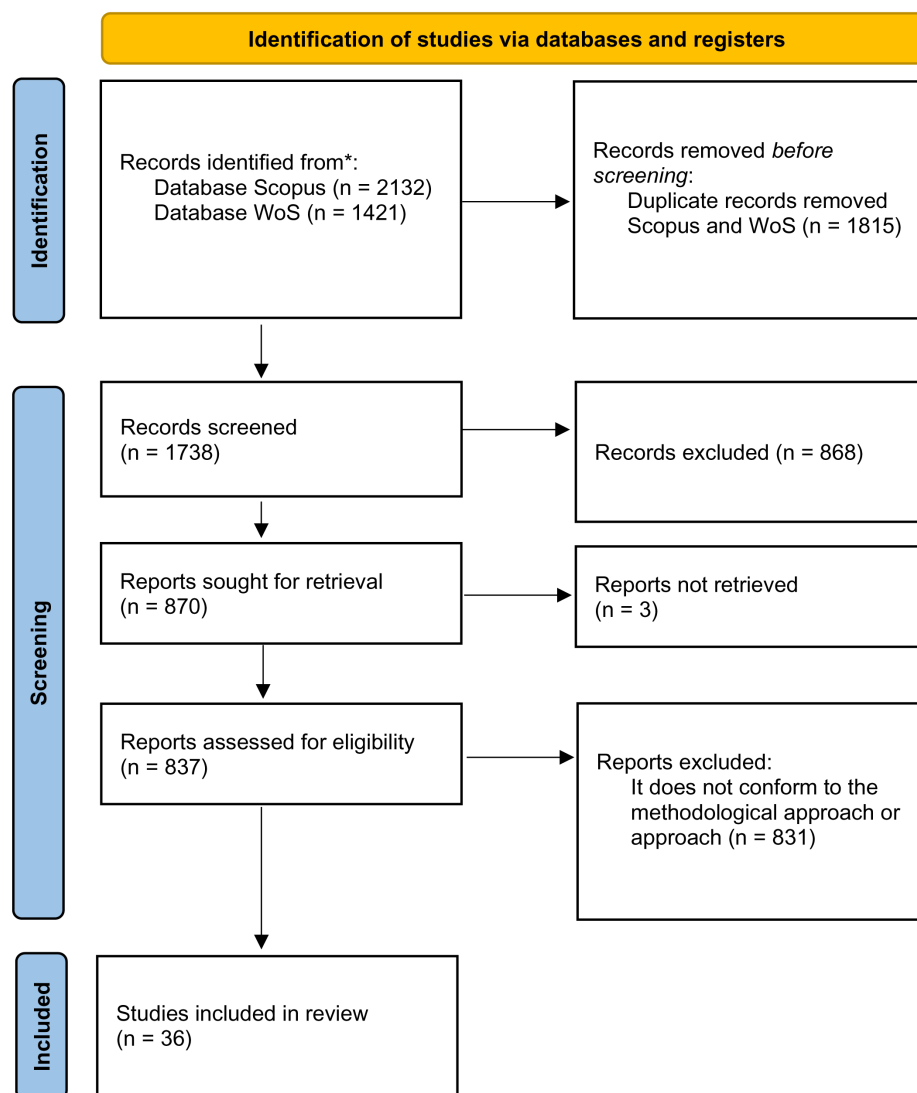 Identification of studies via databases and registers
Identification
Records identified from*:
Database Scopus (n = 2132)
Database WoS (n = 1421)
Records removed before
screening:
Duplicate records removed
Scopus and WoS (n = 1815)
Screening
Records screened
(n = 1738)
Records excluded (n = 868)
Reports sought for retrieval
(n = 870)
Reports not retrieved
(n = 3)
Reports assessed for eligibility
(n = 837)
Reports excluded:
It does not conform to the
methodological approach or
approach (n = 831)
Included
Studies included in review
(n = 36)